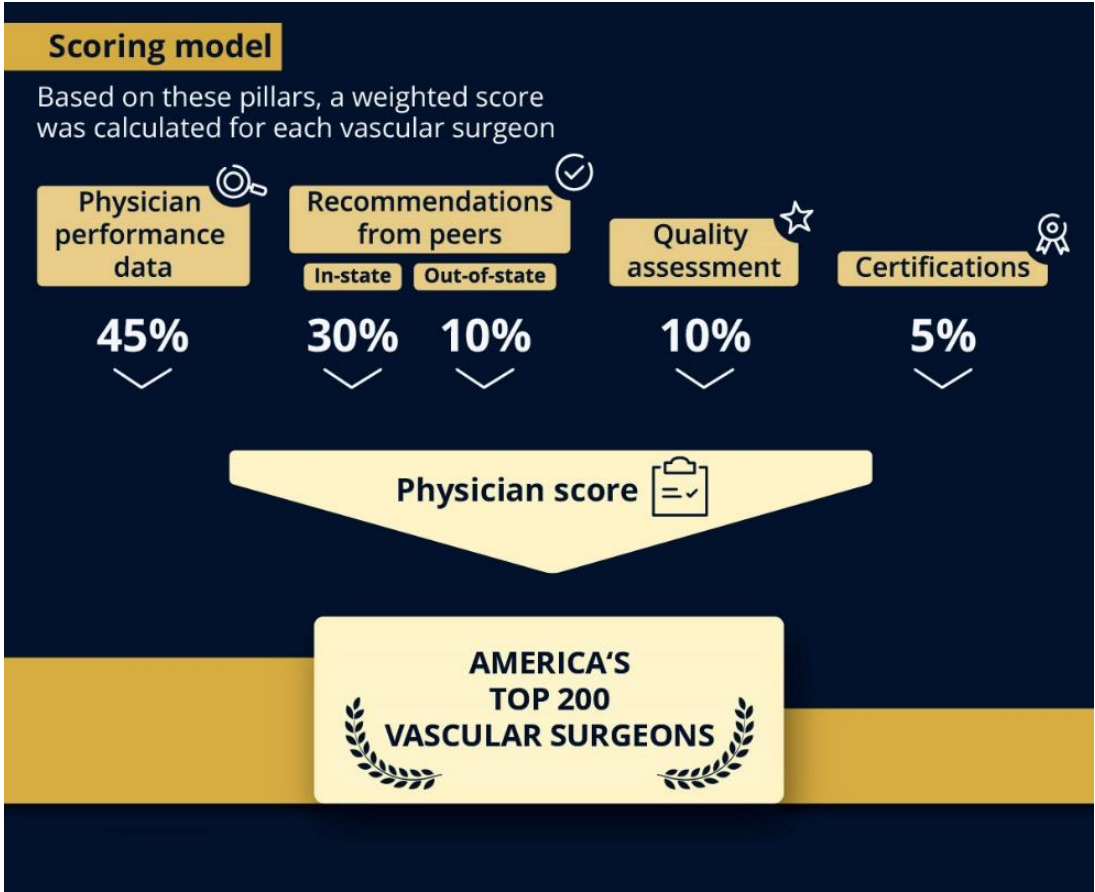 Scoring model
Based on these pillars, a weighted score
was calculated for each vascular surgeon
Physician
performance
data
45%
Recommendations
from peers
In-state
30%
Out-of-state
10%
Quality
assessment
10%
Certifications
5%
Physician score
AMERICA‘S
TOP 200
VASCULAR SURGEONS